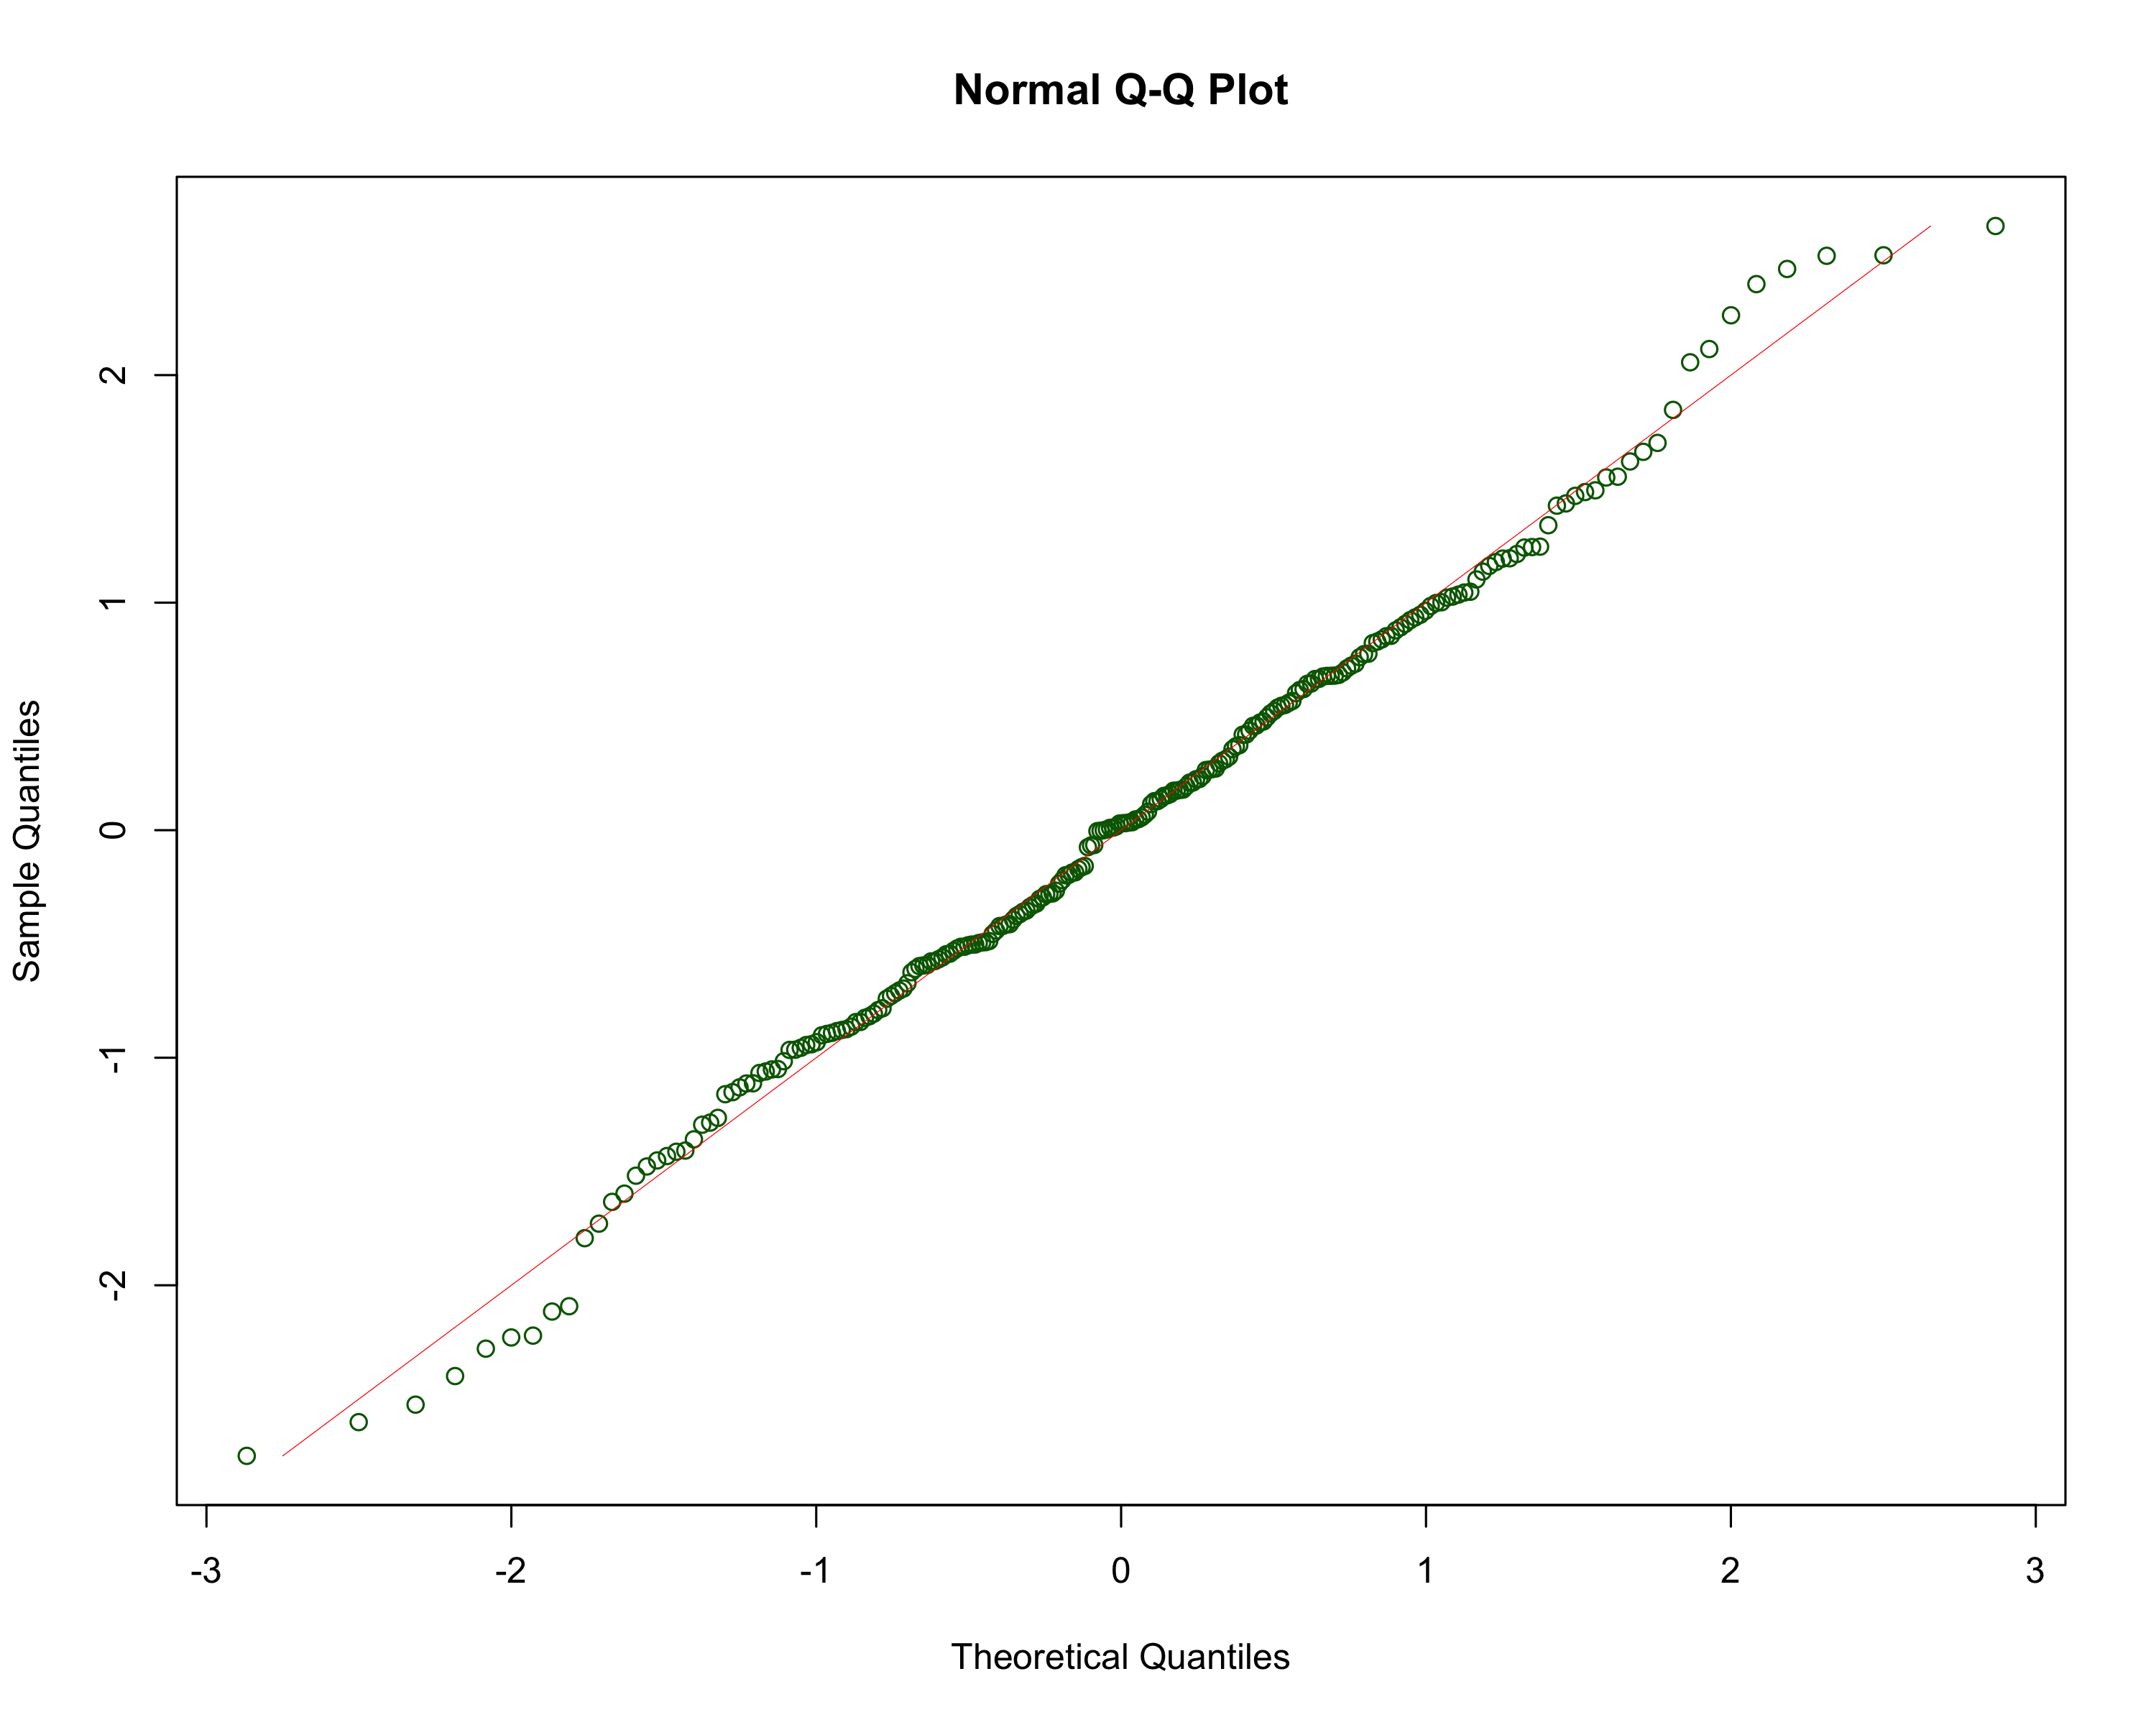 Normal Q-Q Plot
Sample Quantiles
2
1
0
-1
-2
-3 -2 -1 0 1 2 3
Theoretical Quantiles